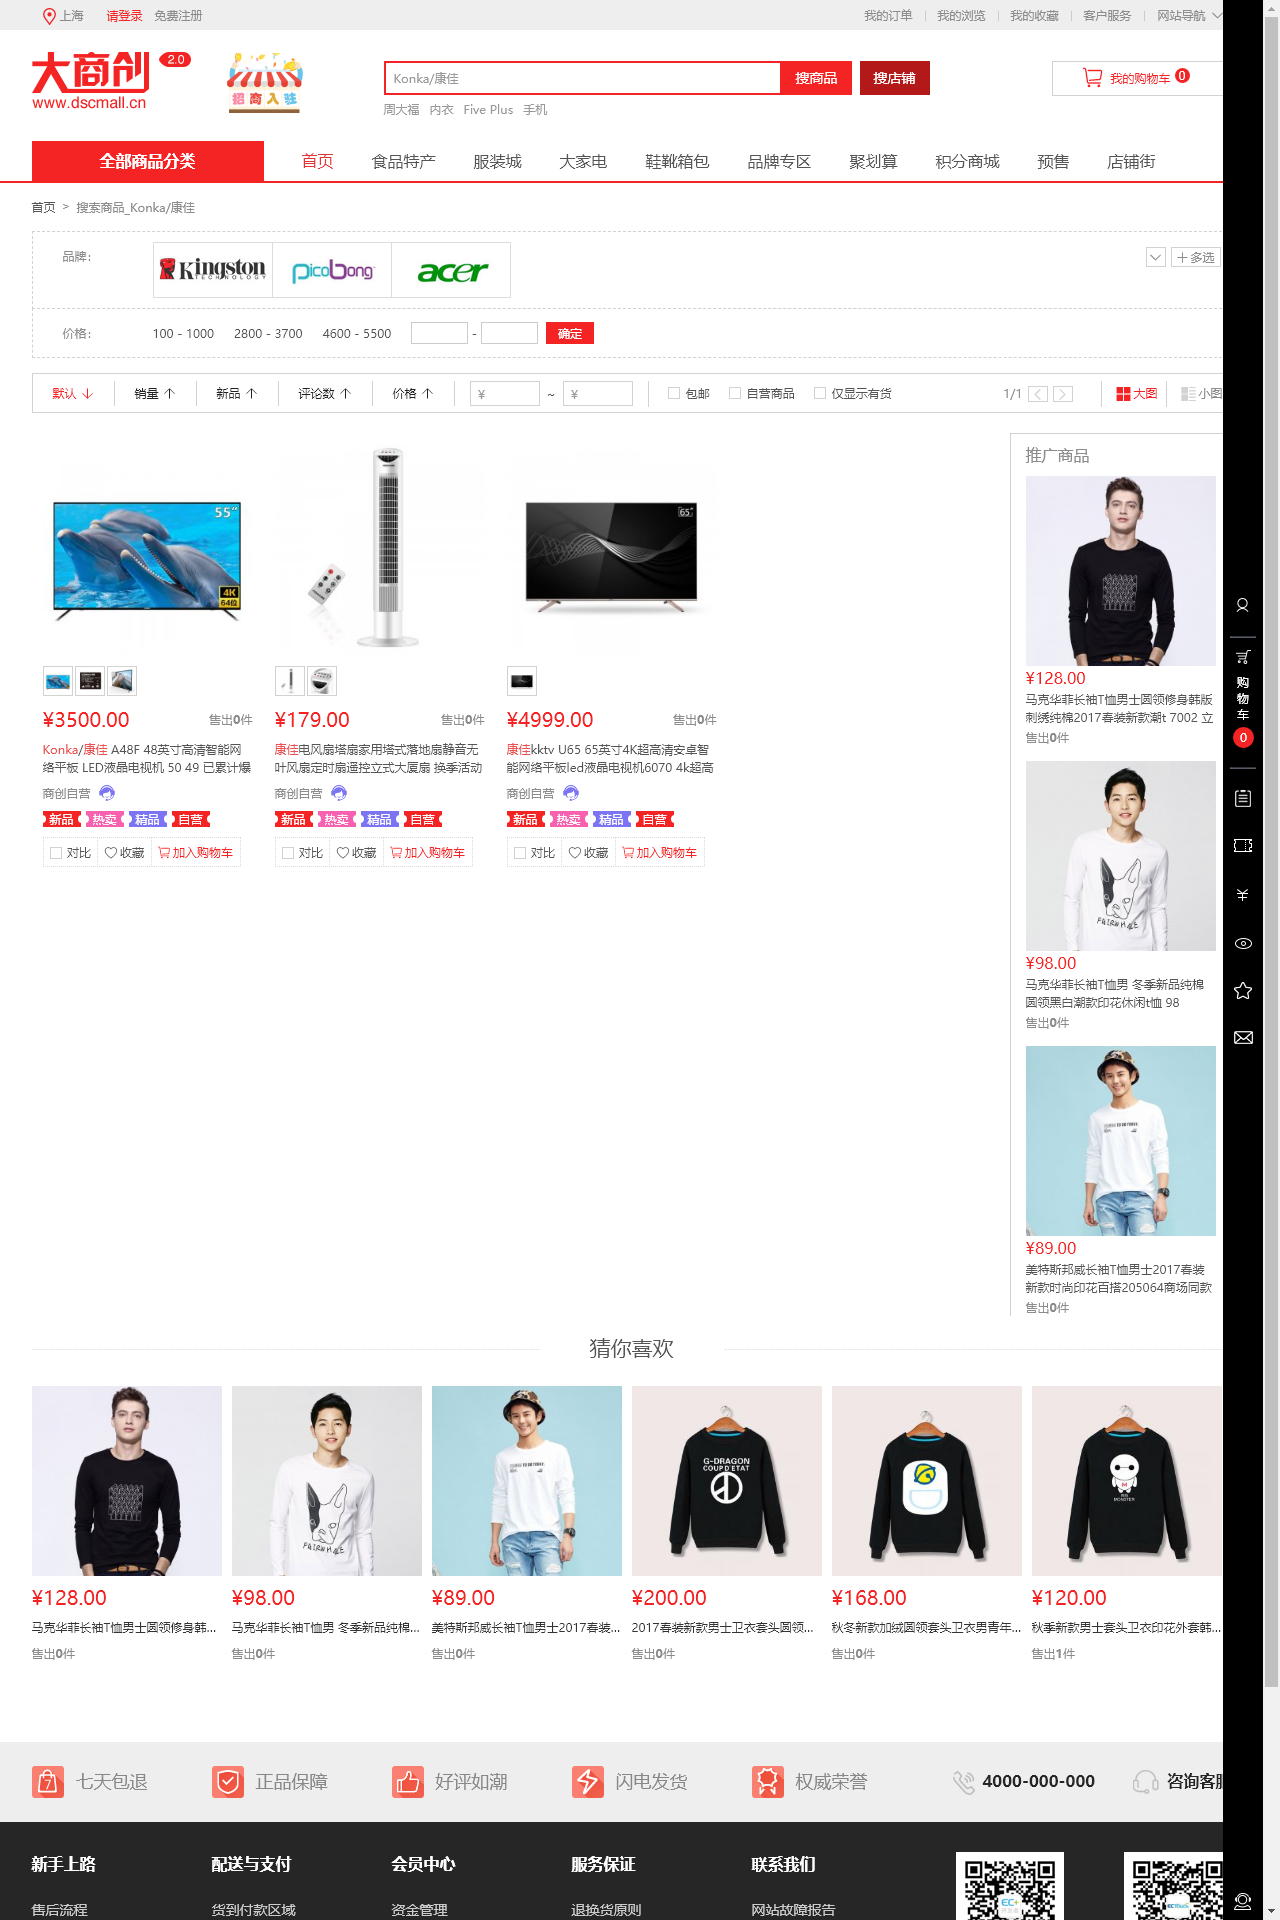 上海 请登录 免费注册 我的订单 我的浏览 我的收藏 客户服务 网站导航
大商创 2.0
www.dscmall.cn
招商入驻
Konka/康佳 搜商品 搜店铺
我的购物车 0
周大福 内衣 Five Plus 手机
全部商品分类 首页 食品特产 服装城 大家电 鞋靴箱包 品牌专区 聚划算 积分商城 预售 店铺街
首页 > 搜索商品_Konka/康佳
品牌: Kingston TECHNOLOGY picobong acer 多选
价格: 100 - 1000 2800 - 3700 4600 - 5500 - 确定
默认 销量 新品 评论数 价格 ¥ ~ ¥ 包邮 自营商品 仅显示有货 1/1 大图 小图
55"
4K
64位
65"
¥3500.00 售出0件
Konka/康佳 A48F 48英寸高清智能网
络平板 LED液晶电视机 50 49 已累计爆
商创自营
新品 热卖 精品 自营
对比 收藏 加入购物车
¥179.00 售出0件
康佳电风扇塔扇家用塔式落地扇静音无
叶风扇定时扇遥控立式大厦扇 换季活动
商创自营
新品 热卖 精品 自营
对比 收藏 加入购物车
¥4999.00 售出0件
康佳kktv U65 65英寸4K超高清安卓智
能网络平板led液晶电视机6070 4k超高
商创自营
新品 热卖 精品 自营
对比 收藏 加入购物车
推广商品
¥128.00
马克华菲长袖T恤男士圆领修身韩版
刺绣纯棉2017春装新款潮t 7002 立
售出0件
¥98.00
马克华菲长袖T恤男 冬季新品纯棉
圆领黑白潮款印花休闲t恤 98
售出0件
¥89.00
美特斯邦威长袖T恤男士2017春装
新款时尚印花百搭205064商场同款
售出0件
购
物
车
0
猜你喜欢
G-DRAGON
COUP D'ETAT
MONSTER
¥128.00 ¥98.00 ¥89.00 ¥200.00 ¥168.00 ¥120.00
马克华菲长袖T恤男士圆领修身韩... 马克华菲长袖T恤男 冬季新品纯棉... 美特斯邦威长袖T恤男士2017春装... 2017春装新款男士卫衣套头圆领... 秋冬新款加绒圆领套头卫衣男青年... 秋季新款男士套头卫衣印花外套韩...
售出0件 售出0件 售出0件 售出0件 售出0件 售出1件
七天包退 正品保障 好评如潮 闪电发货 权威荣誉 4000-000-000 咨询客服
新手上路 配送与支付 会员中心 服务保证 联系我们
售后流程 货到付款区域 资金管理 退换货原则 网站故障报告